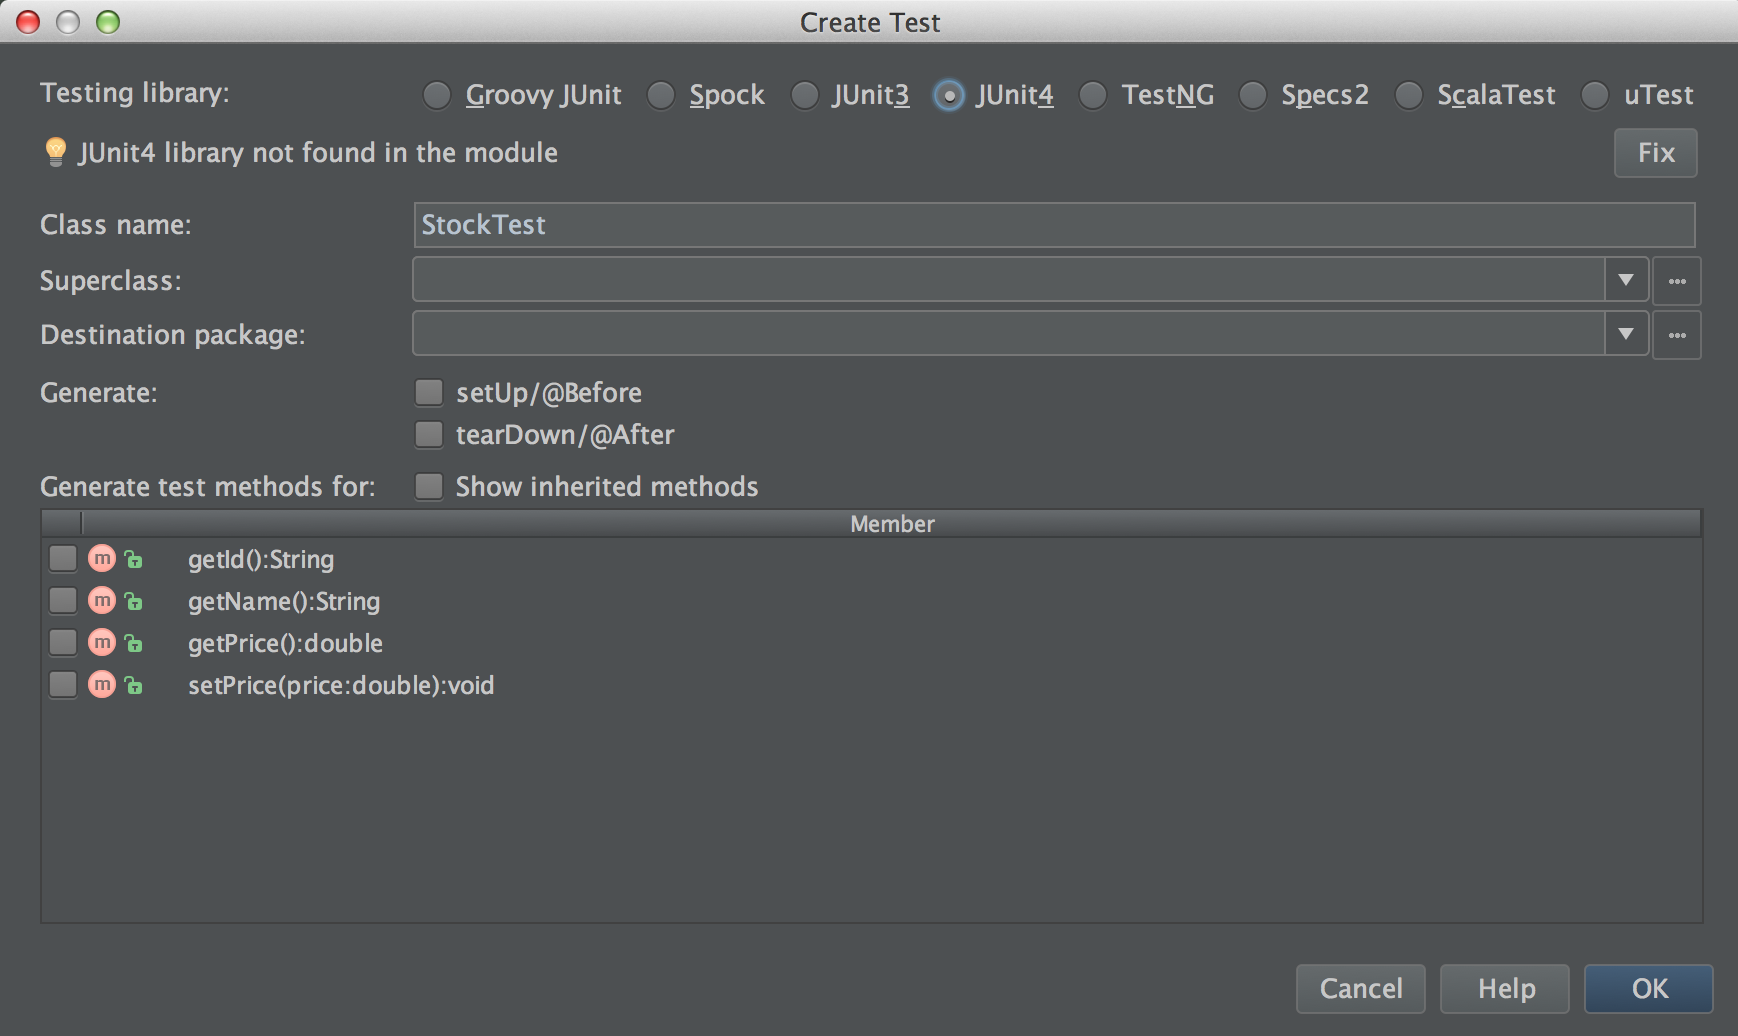 Create Test
Testing library: Groovy JUnit Spock JUnit3 JUnit4 TestNG Specs2 ScalaTest uTest
JUnit4 library not found in the module Fix
Class name: StockTest
Superclass: ...
Destination package: ...
Generate: setUp/@Before
tearDown/@After
Generate test methods for: Show inherited methods
Member
m getId():String
m getName():String
m getPrice():double
m setPrice(price:double):void
Cancel Help OK